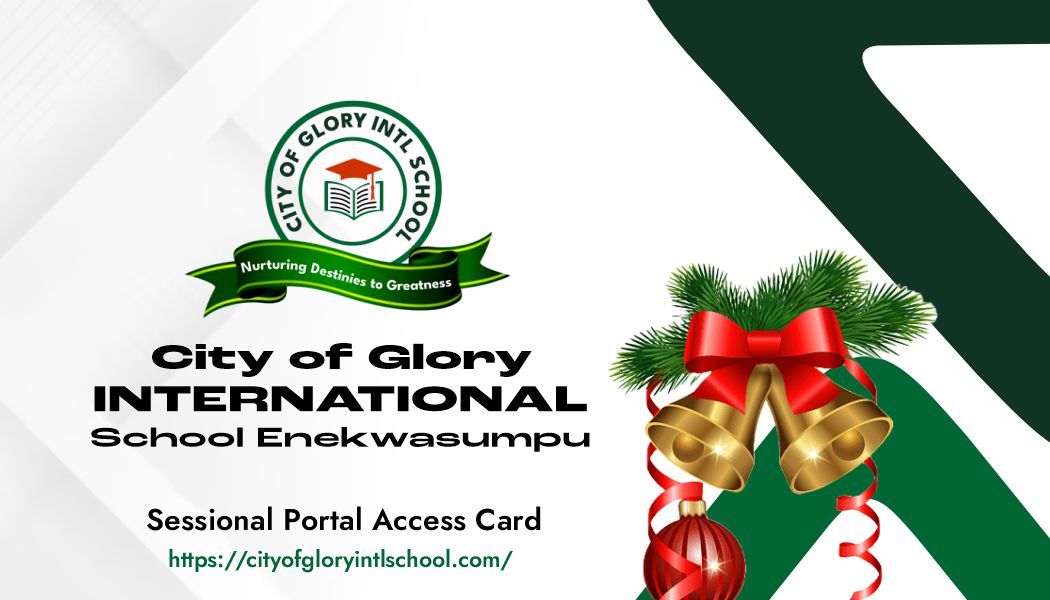 CITY OF GLORY INTL SCHOOL
Nurturing Destinies to Greatness
City of Glory
INTERNATIONAL
School Enekwasumpu
Sessional Portal Access Card
https://cityofgloryintlschool.com/